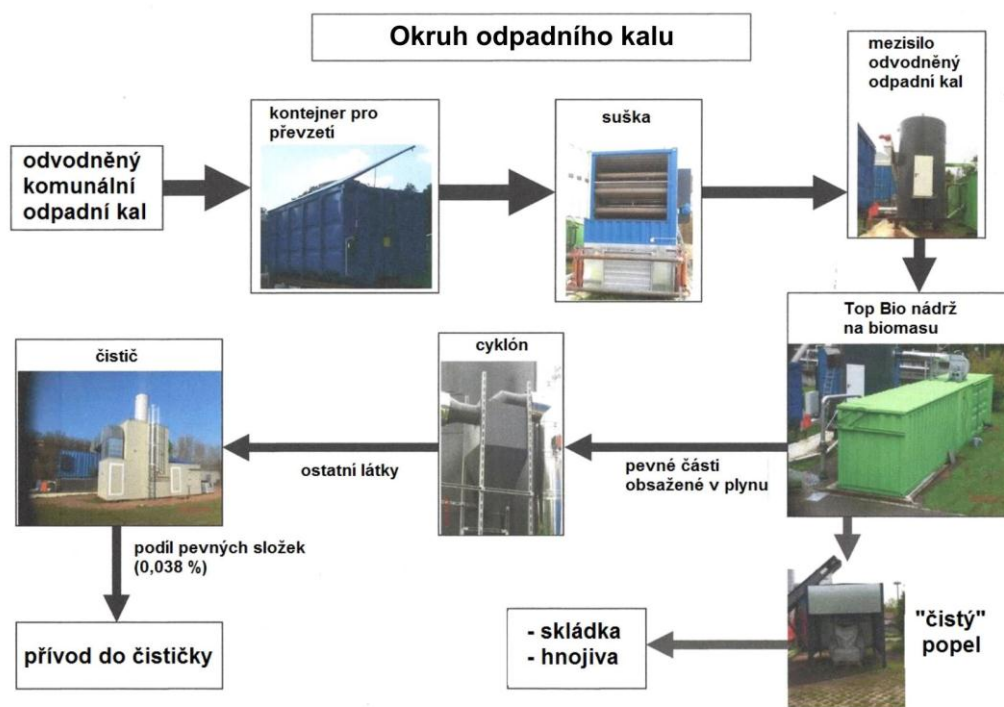 Okruh odpadního kalu
odvodněný
komunální
odpadní kal
kontejner pro
převzetí
suška
mezisilo
odvodněný
odpadní kal
Top Bio nádrž
na biomasu
pevné části
obsažené v plynu
cyklón
ostatní látky
čistič
podíl pevných složek
(0,038 %)
přívod do čističky
"čistý"
popel
- skládka
- hnojiva